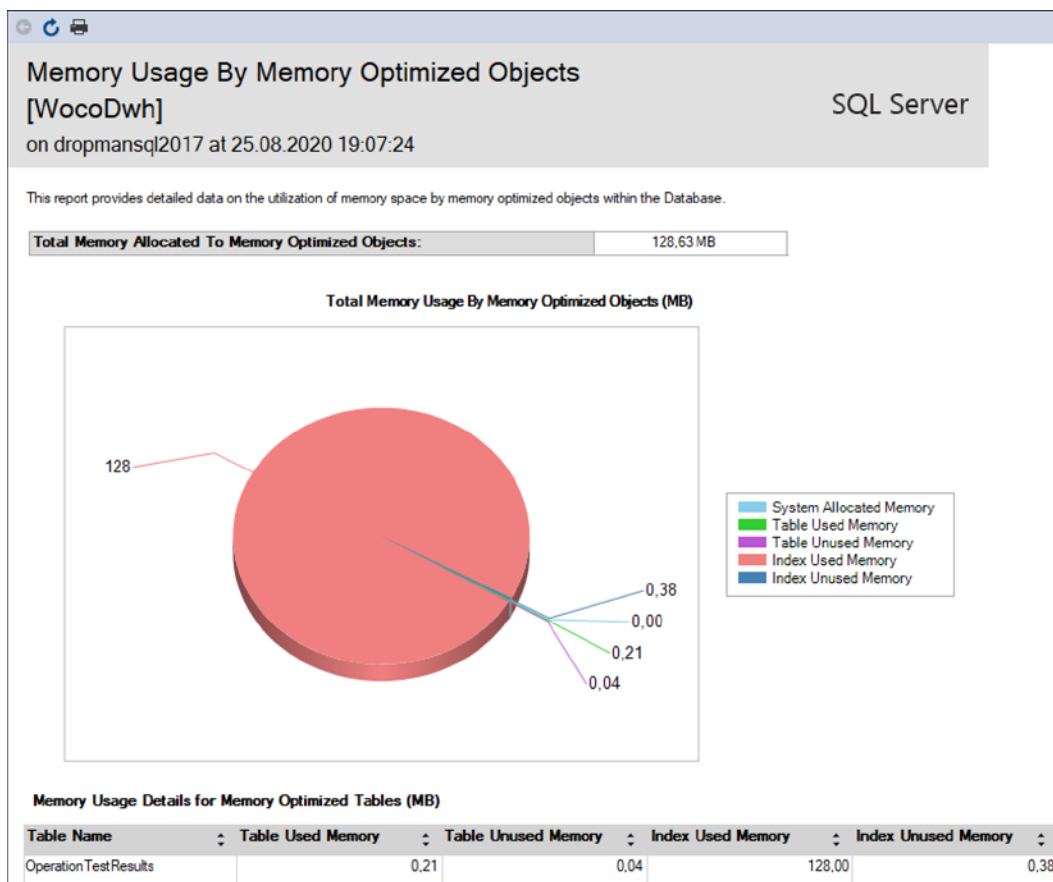 Memory Usage By Memory Optimized Objects
[WocoDwh]
SQL Server
on dropmansql2017 at 25.08.2020 19:07:24
This report provides detailed data on the utilization of memory space by memory optimized objects within the Database.
Total Memory Allocated To Memory Optimized Objects: 128,63 MB
Total Memory Usage By Memory Optimized Objects (MB)
128
0,38
0,00
0,21
0,04
System Allocated Memory
Table Used Memory
Table Unused Memory
Index Used Memory
Index Unused Memory
Memory Usage Details for Memory Optimized Tables (MB)
Table Name Table Used Memory Table Unused Memory Index Used Memory Index Unused Memory
OperationTestResults 0,21 0,04 128,00 0,38